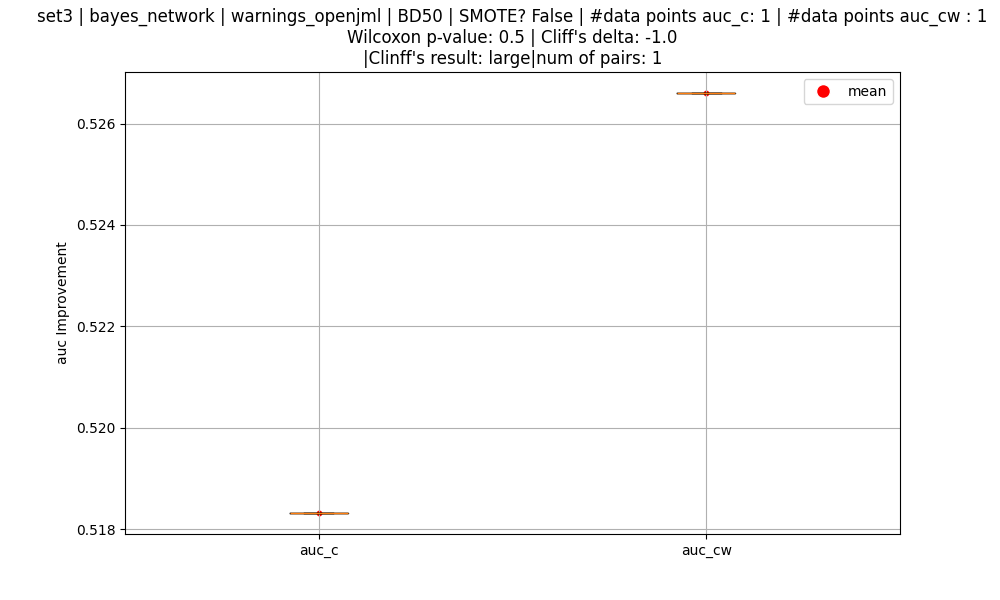 set3 | bayes_network | warnings_openjml | BD50 | SMOTE? False | #data points auc_c: 1 | #data points auc_cw : 1
Wilcoxon p-value: 0.5 | Cliff's delta: -1.0
|Clinff's result: large|num of pairs: 1
mean
0.526
0.524
0.522
0.520
0.518
auc Improvement
auc_c
auc_cw